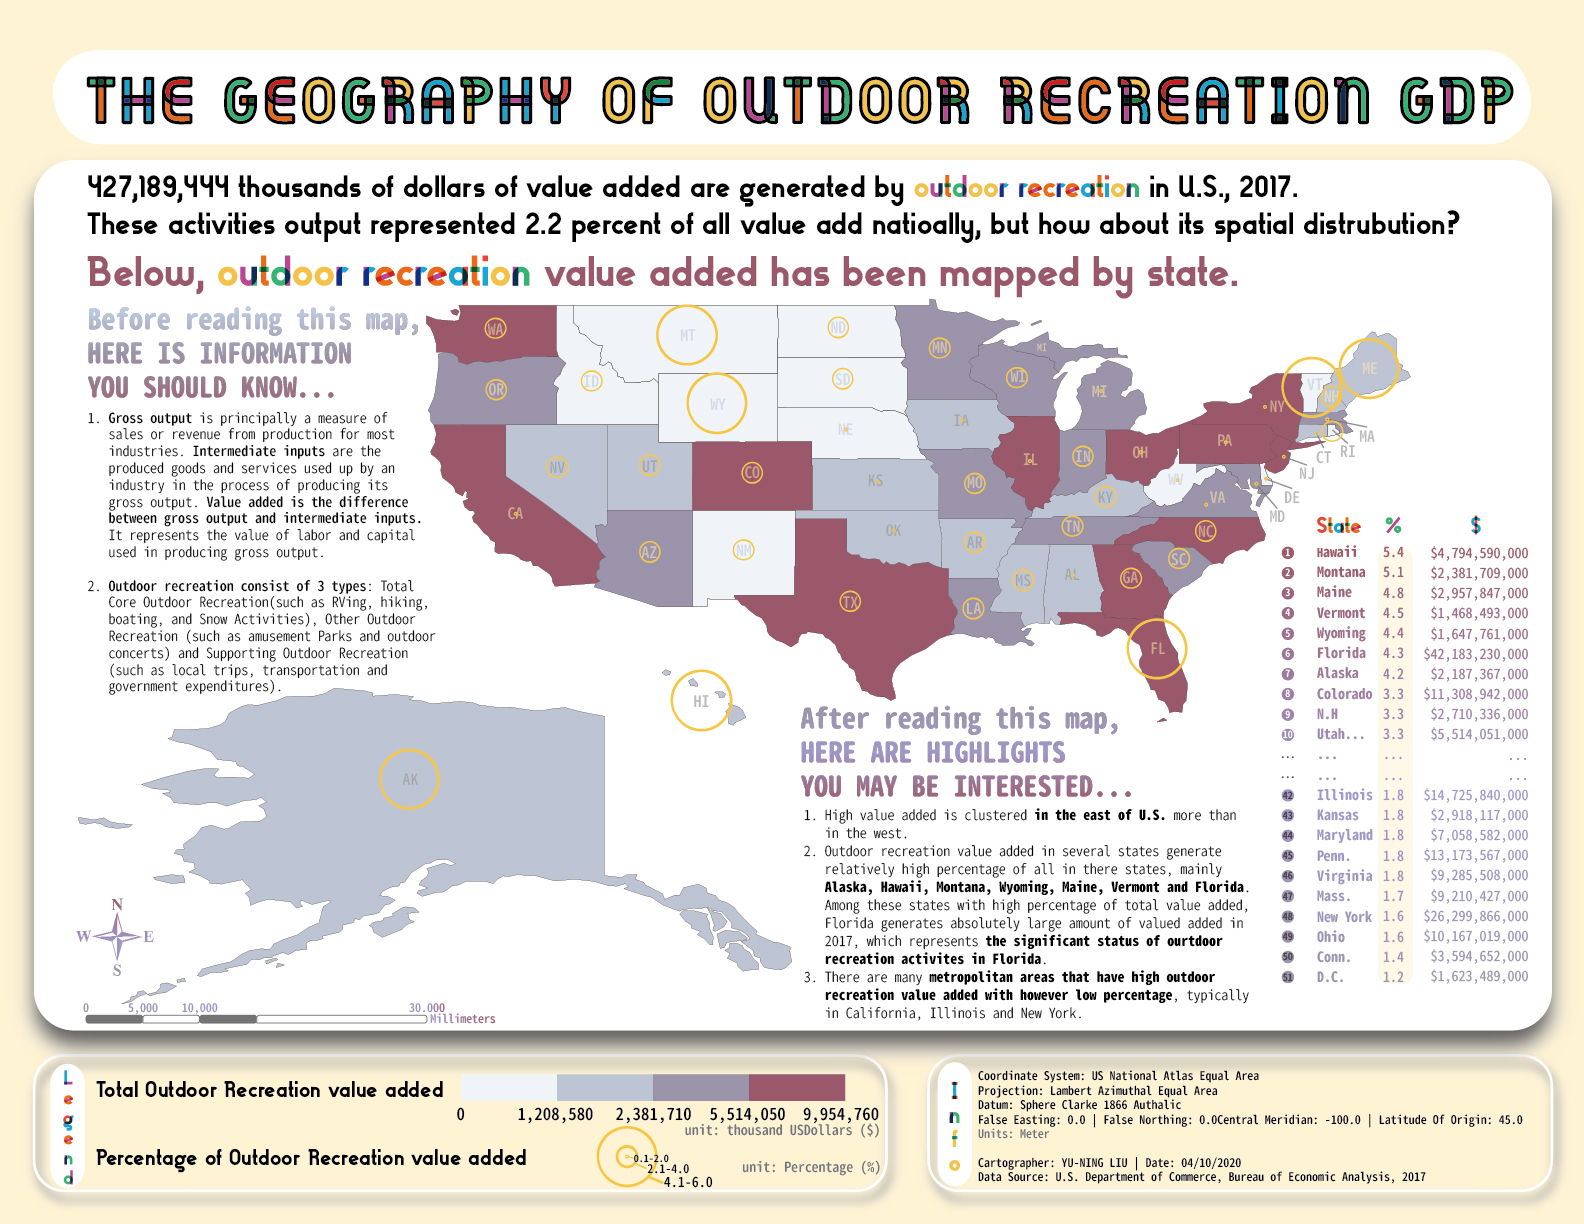 THE GEOGRAPHY OF OUTDOOR RECREATION GDP
427,189,444 thousands of dollars of value added are generated by outdoor recreation in U.S., 2017.
These activities output represented 2.2 percent of all value add natioally, but how about its spatial distrubution?
Below, outdoor recreation value added has been mapped by state.
Before reading this map,
HERE IS INFORMATION
YOU SHOULD KNOW...
1. Gross output is principally a measure of
sales or revenue from production for most
industries. Intermediate inputs are the
produced goods and services used up by an
industry in the process of producing its
gross output. Value added is the difference
between gross output and intermediate inputs.
It represents the value of labor and capital
used in producing gross output.
2. Outdoor recreation consist of 3 types: Total
Core Outdoor Recreation(such as RVing, hiking,
boating, and Snow Activities), Other Outdoor
Recreation (such as amusement Parks and outdoor
concerts) and Supporting Outdoor Recreation
(such as local trips, transportation and
government expenditures).
WA
MT
ND
MN
MI
ME
OR
ID
WY
SD
WI
MI
VT
NH
NY
NE
IA
MA
NV
UT
CO
KS
MO
IL
IN
OH
PA
CT
RI
NJ
WV
KY
VA
DE
MD
CA
AZ
NM
OK
AR
TN
NC
SC
TX
LA
MS
AL
GA
FL
HI
AK
After reading this map,
HERE ARE HIGHLIGHTS
YOU MAY BE INTERESTED...
1. High value added is clustered in the east of U.S. more than
in the west.
2. Outdoor recreation value added in several states generate
relatively high percentage of all in there states, mainly
Alaska, Hawaii, Montana, Wyoming, Maine, Vermont and Florida.
Among these states with high percentage of total value added,
Florida generates absolutely large amount of valued added in
2017, which represents the significant status of ourtdoor
recreation activites in Florida.
3. There are many metropolitan areas that have high outdoor
recreation value added with however low percentage, typically
in California, Illinois and New York.
State % $
1 Hawaii 5.4 $4,794,590,000
2 Montana 5.1 $2,381,709,000
3 Maine 4.8 $2,957,847,000
4 Vermont 4.5 $1,468,493,000
5 Wyoming 4.4 $1,647,761,000
6 Florida 4.3 $42,183,230,000
7 Alaska 4.2 $2,187,367,000
8 Colorado 3.3 $11,308,942,000
9 N.H 3.3 $2,710,336,000
10 Utah... 3.3 $5,514,051,000
... ... ... ...
... ... ... ...
42 Illinois 1.8 $14,725,840,000
43 Kansas 1.8 $2,918,117,000
44 Maryland 1.8 $7,058,582,000
45 Penn. 1.8 $13,173,567,000
46 Virginia 1.8 $9,285,508,000
47 Mass. 1.7 $9,210,427,000
48 New York 1.6 $26,299,866,000
49 Ohio 1.6 $10,167,019,000
50 Conn. 1.4 $3,594,652,000
51 D.C. 1.2 $1,623,489,000
N
W E
S
0 5,000 10,000 30.000
Millimeters
Legend
Total Outdoor Recreation value added
0 1,208,580 2,381,710 5,514,050 9,954,760
unit: thousand USDollars ($)
Percentage of Outdoor Recreation value added
0.1-2.0
2.1-4.0
4.1-6.0
unit: Percentage (%)
Info
Coordinate System: US National Atlas Equal Area
Projection: Lambert Azimuthal Equal Area
Datum: Sphere Clarke 1866 Authalic
False Easting: 0.0 | False Northing: 0.0Central Meridian: -100.0 | Latitude Of Origin: 45.0
Units: Meter
Cartographer: YU-NING LIU | Date: 04/10/2020
Data Source: U.S. Department of Commerce, Bureau of Economic Analysis, 2017